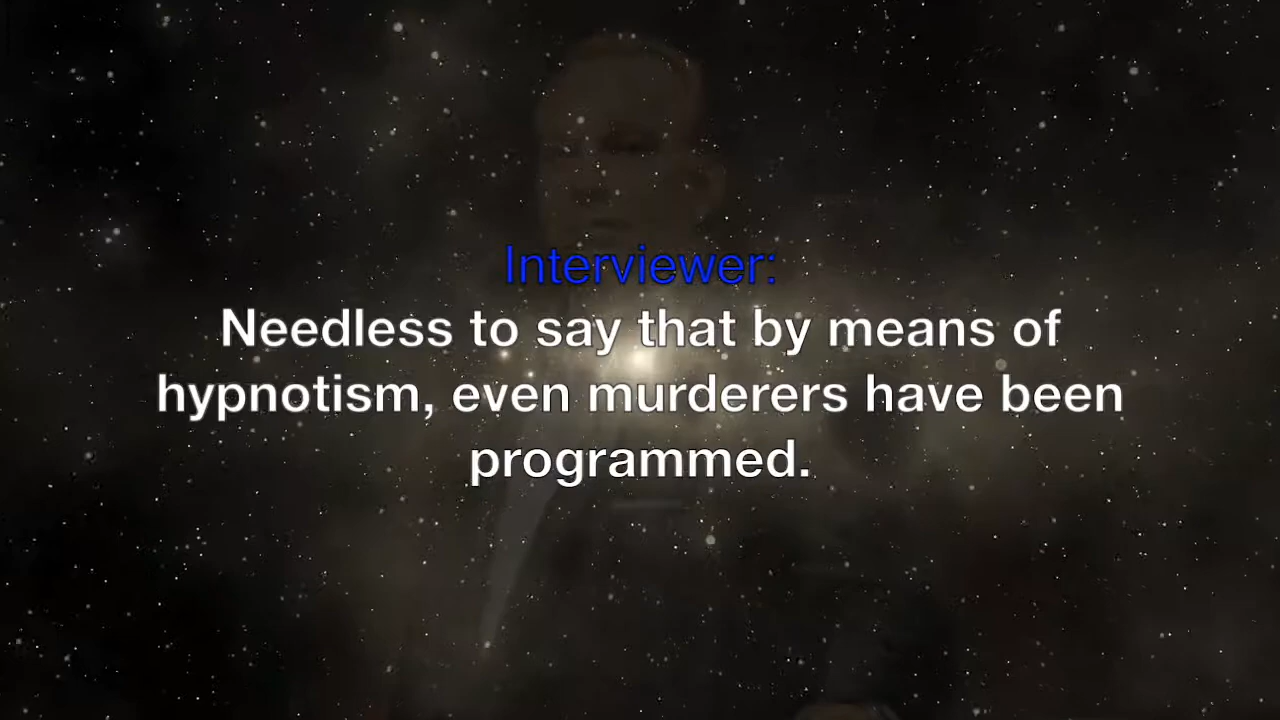 Interviewer:
Needless to say that by means of
hypnotism, even murderers have been
programmed.